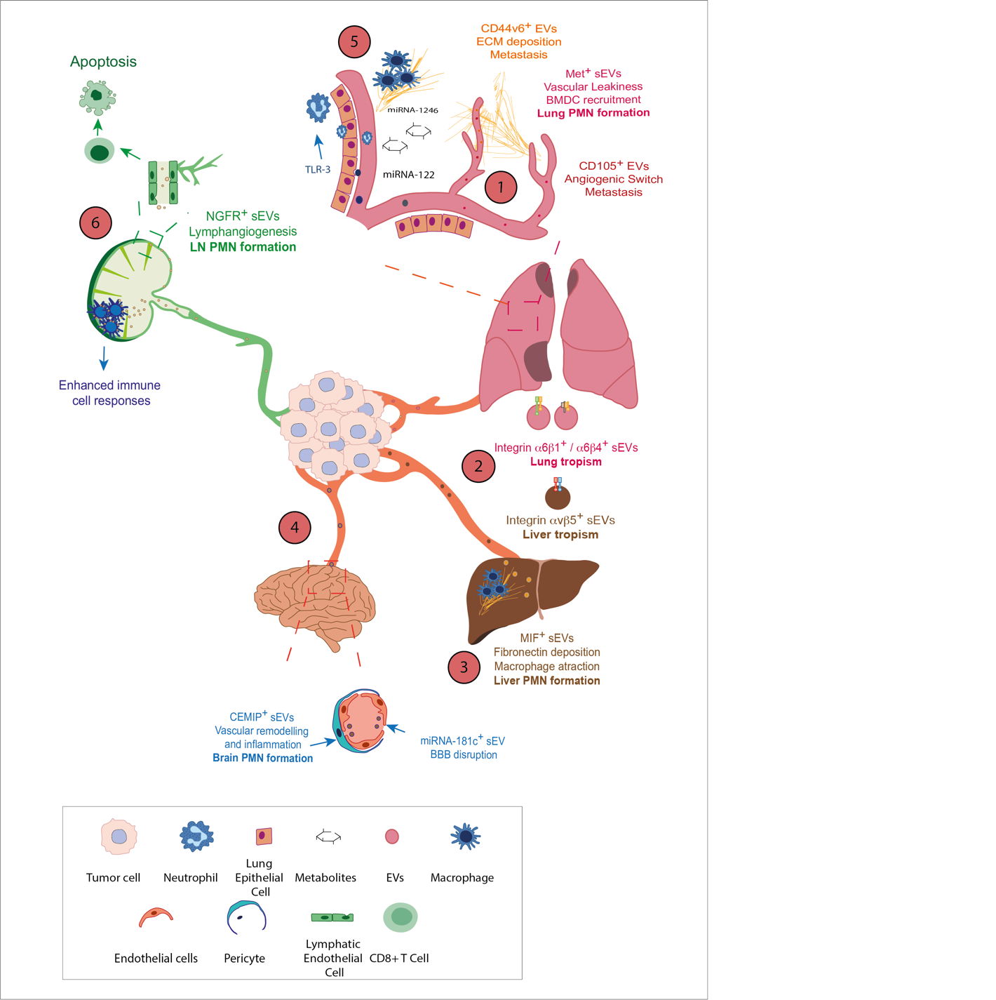 5
CD44v6+ EVs
ECM deposition
Metastasis
Apoptosis
Met+ sEVs
Vascular Leakiness
BMDC recruitment
Lung PMN formation
miRNA-1246
TLR-3
miRNA-122
1
CD105+ EVs
Angiogenic Switch
Metastasis
6
NGFR+ sEVs
Lymphangiogenesis
LN PMN formation
Enhanced immune
cell responses
2
Integrin α6β1+ / α6β4+ sEVs
Lung tropism
Integrin αvβ5+ sEVs
Liver tropism
4
MIF+ sEVs
Fibronectin deposition
Macrophage atraction
Liver PMN formation
3
CEMIP+ sEVs
Vascular remodelling
and inflammation
Brain PMN formation
miRNA-181c+ sEV
BBB disruption
Tumor cell
Neutrophil
Lung
Epithelial
Cell
Metabolites
EVs
Macrophage
Endothelial cells
Pericyte
Lymphatic
Endothelial
Cell
CD8+ T Cell